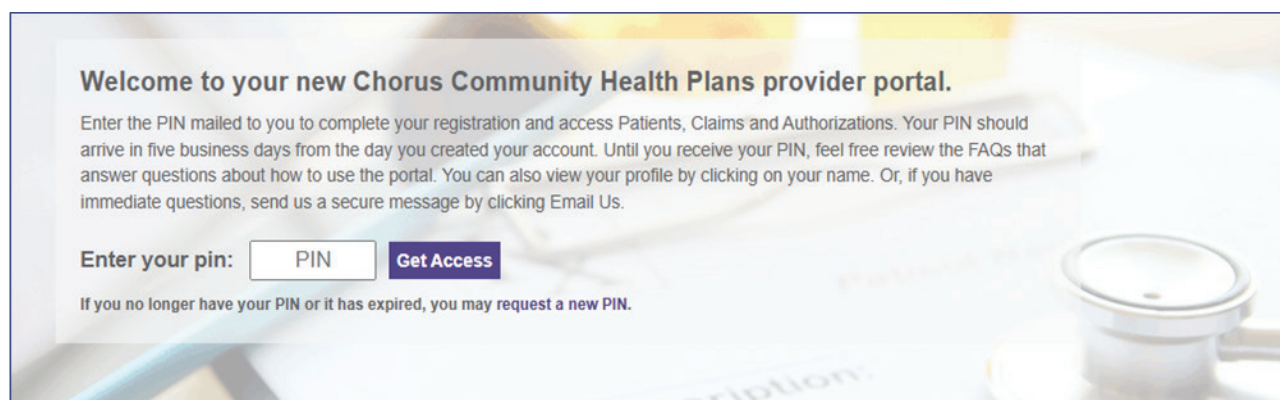 Welcome to your new Chorus Community Health Plans provider portal.
Enter the PIN mailed to you to complete your registration and access Patients, Claims and Authorizations. Your PIN should
arrive in five business days from the day you created your account. Until you receive your PIN, feel free review the FAQs that
answer questions about how to use the portal. You can also view your profile by clicking on your name. Or, if you have
immediate questions, send us a secure message by clicking Email Us.
Enter your pin: PIN Get Access
If you no longer have your PIN or it has expired, you may request a new PIN.